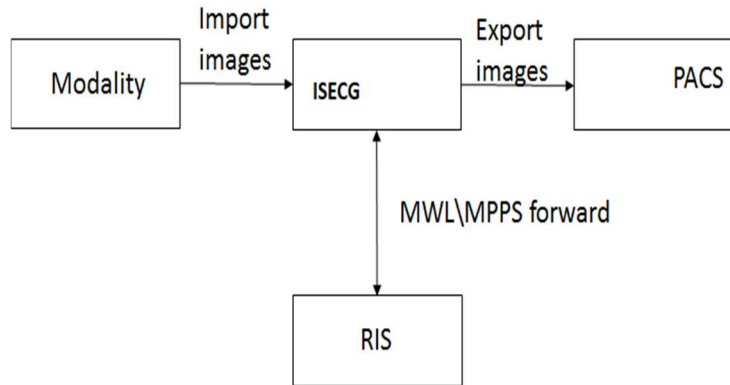 Import
images
Export
images
Modality
ISECG
PACS
MWL\MPPS forward
RIS